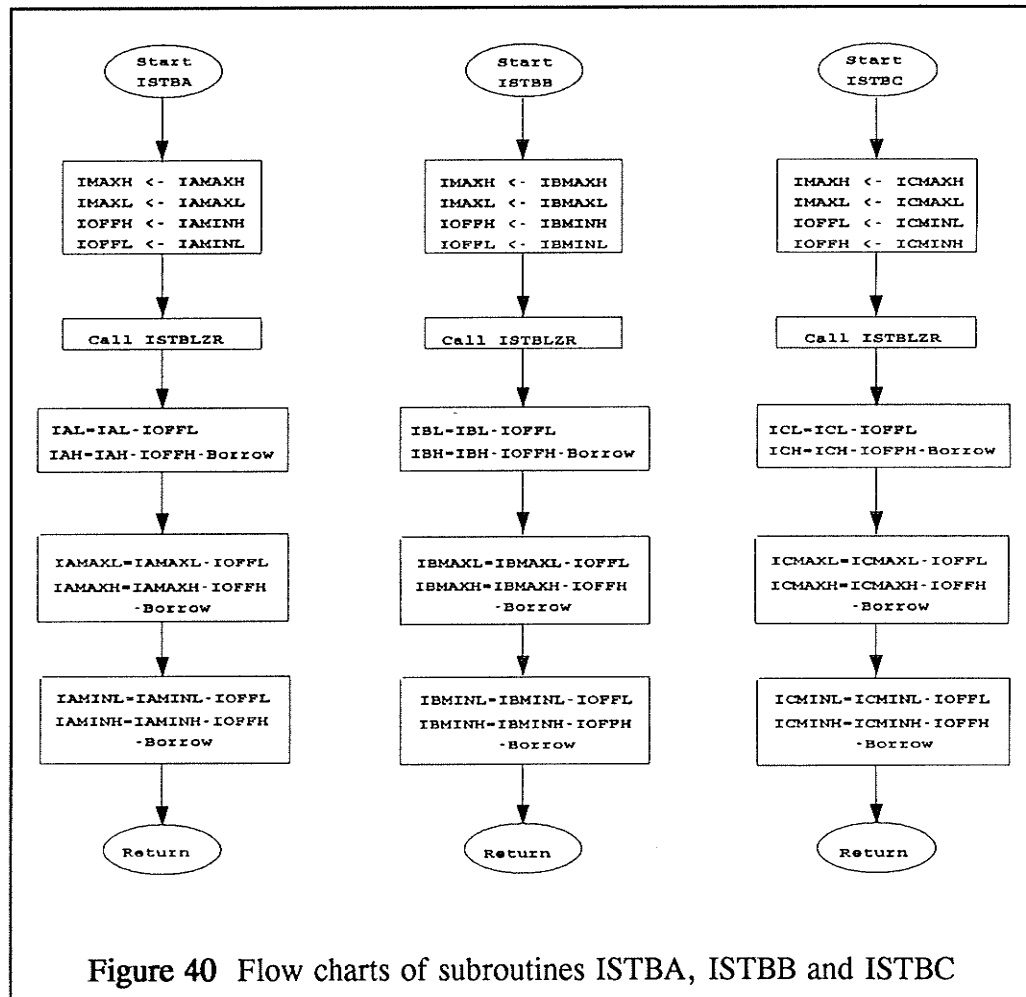 Start
ISTBA
IMAXH <- IAMAXH
IMAXL <- IAMAXL
IOFFH <- IAMINH
IOFFL <- IAMINL
Call ISTBLZR
IAL=IAL-IOFFL
IAH=IAH-IOFFH-Borrow
IAMAXL=IAMAXL-IOFFL
IAMAXH=IAMAXH-IOFFH
-Borrow
IAMINL=IAMINL-IOFFL
IAMINH=IAMINH-IOFFH
-Borrow
Return
Start
ISTBB
IMAXH <- IBMAXH
IMAXL <- IBMAXL
IOFFH <- IBMINH
IOFFL <- IBMINL
Call ISTBLZR
IBL=IBL-IOFFL
IBH=IBH-IOFFH-Borrow
IBMAXL=IBMAXL-IOFFL
IBMAXH=IBMAXH-IOFFH
-Borrow
IBMINL=IBMINL-IOFFL
IBMINH=IBMINH-IOFFH
-Borrow
Return
Start
ISTBC
IMAXH <- ICMAXH
IMAXL <- ICMAXL
IOFFL <- ICMINL
IOFFH <- ICMINH
Call ISTBLZR
ICL=ICL-IOFFL
ICH=ICH-IOFFH-Borrow
ICMAXL=ICMAXL-IOFFL
ICMAXH=ICMAXH-IOFFH
-Borrow
ICMINL=ICMINL-IOFFL
ICMINH=ICMINH-IOFFH
-Borrow
Return
Figure 40 Flow charts of subroutines ISTBA, ISTBB and ISTBC